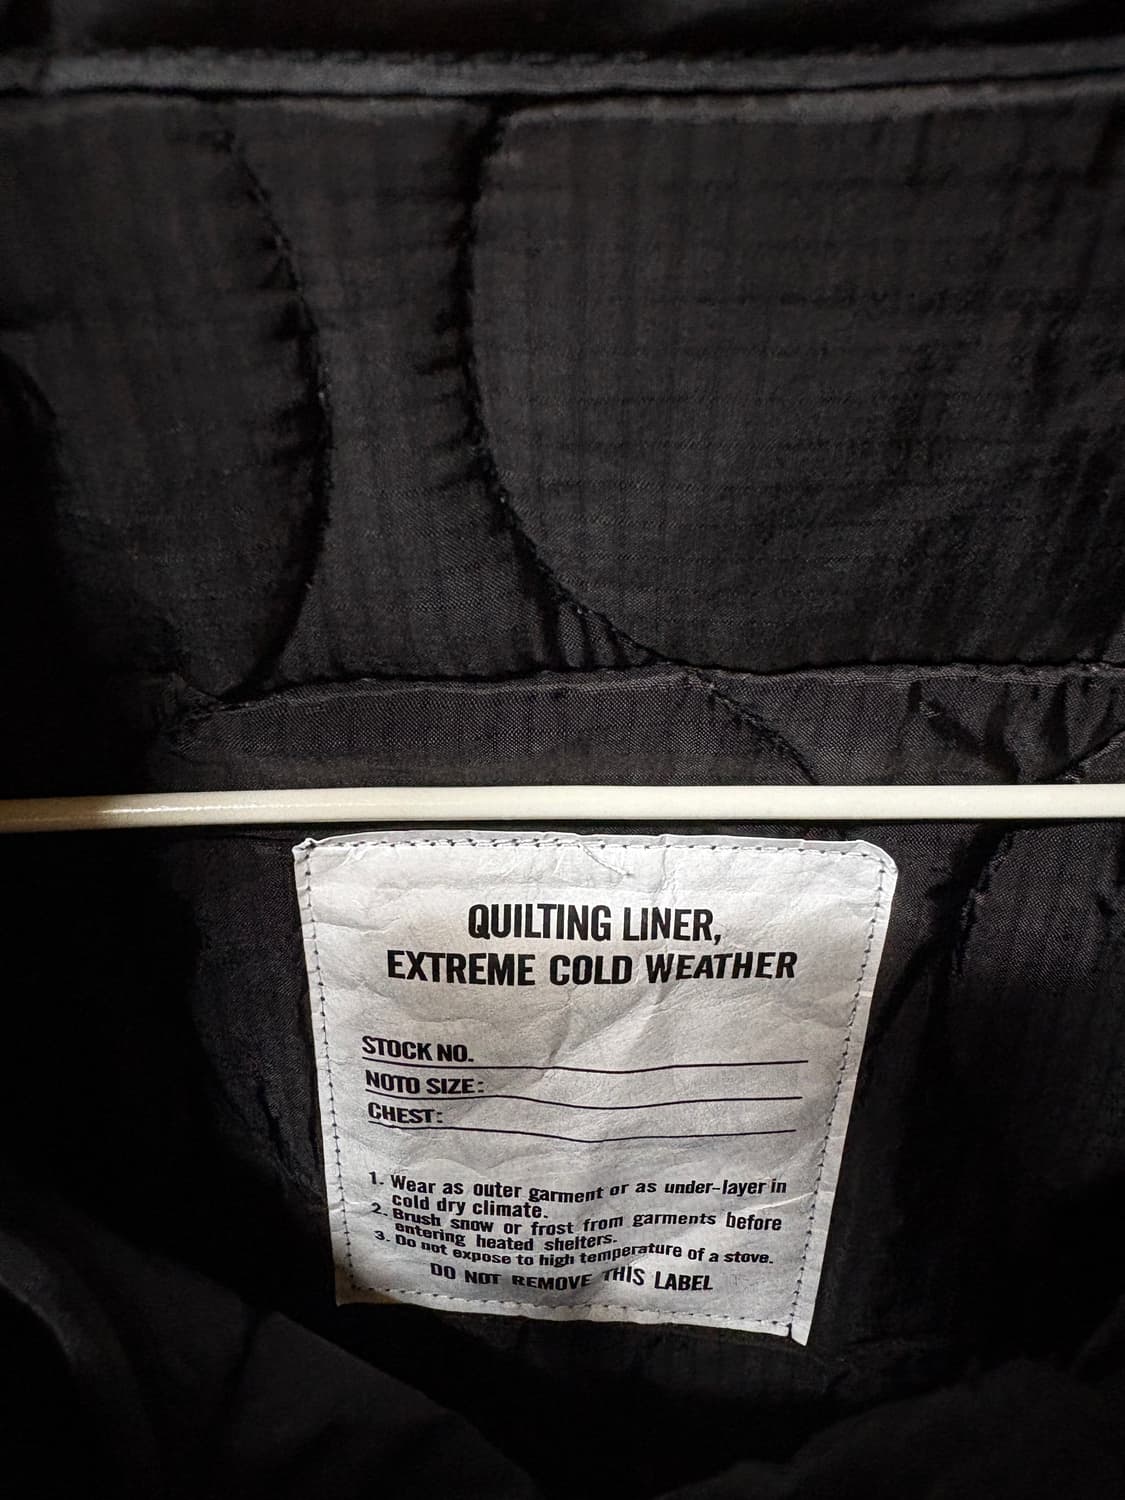 QUILTING LINER,
EXTREME COLD WEATHER
STOCK NO.
NOTO SIZE:
CHEST:
1. Wear as outer garment or as under-layer in
cold dry climate.
2. Brush snow or frost from garments before
entering heated shelters.
3. Do not expose to high temperature of a stove.
DO NOT REMOVE THIS LABEL